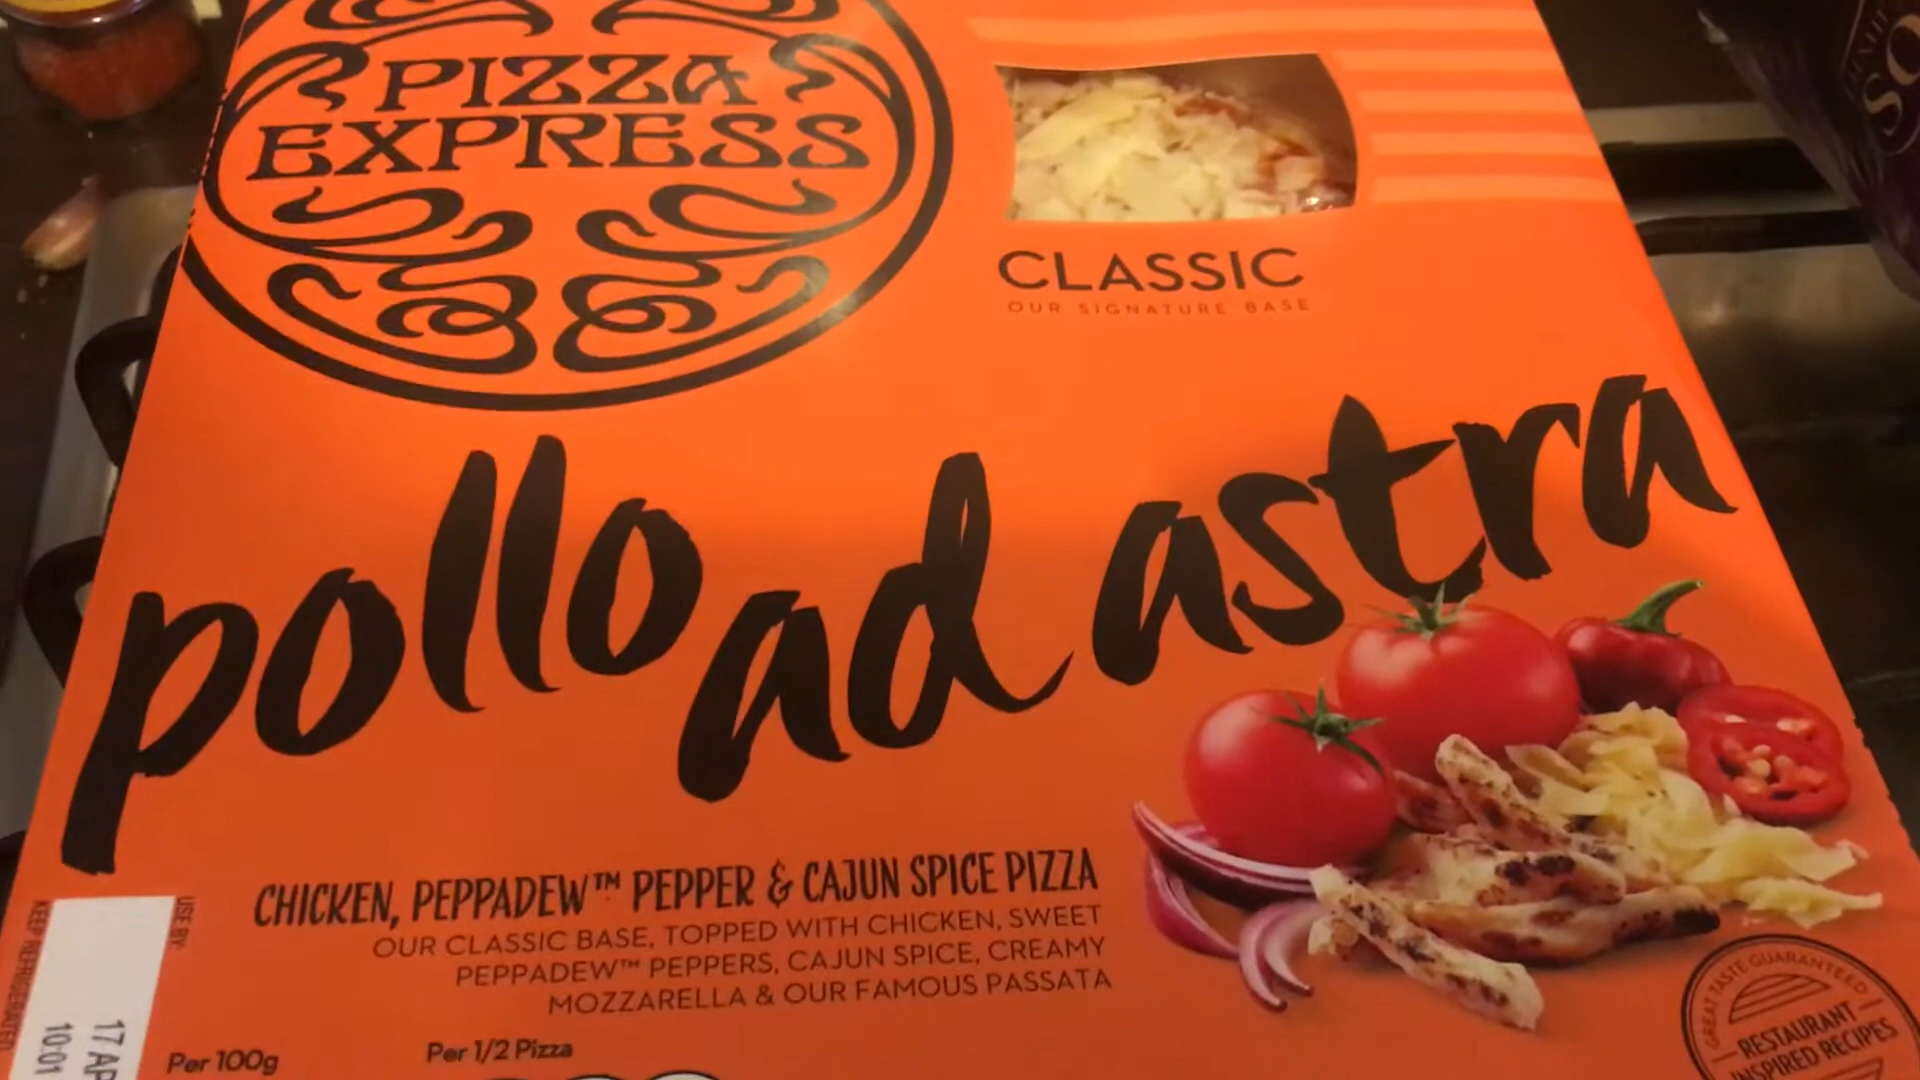 PIZZA
EXPRESS
CLASSIC
OUR SIGNATURE BASE
pollo ad astra
CHICKEN, PEPPADEW™ PEPPER & CAJUN SPICE PIZZA
OUR CLASSIC BASE, TOPPED WITH CHICKEN, SWEET
PEPPADEW™ PEPPERS, CAJUN SPICE, CREAMY
MOZZARELLA & OUR FAMOUS PASSATA
USE BY:
KEEP REFRIGERATED
17 AP
10:01
Per 100g
Per 1/2 Pizza
GREAT TASTE GUARANTEED
RESTAURANT
INSPIRED RECIPES